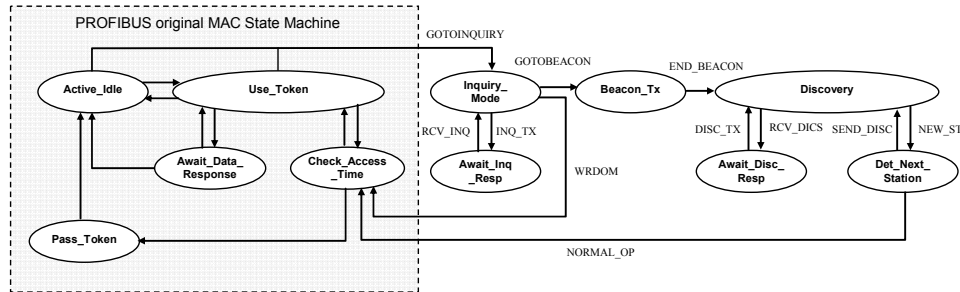 PROFIBUS original MAC State Machine
GOTOINQUIRY
GOTOBEACON
END_BEACON
Active_Idle
Use_Token
Inquiry_
Mode
Beacon_Tx
Discovery
RCV_INQ
INQ_TX
DISC_TX
RCV_DICS
SEND_DISC
NEW_ST
Await_Data_
Response
Check_Access
_Time
Await_Inq
_Resp
WRDOM
Await_Disc_
Resp
Det_Next_
Station
Pass_Token
NORMAL_OP